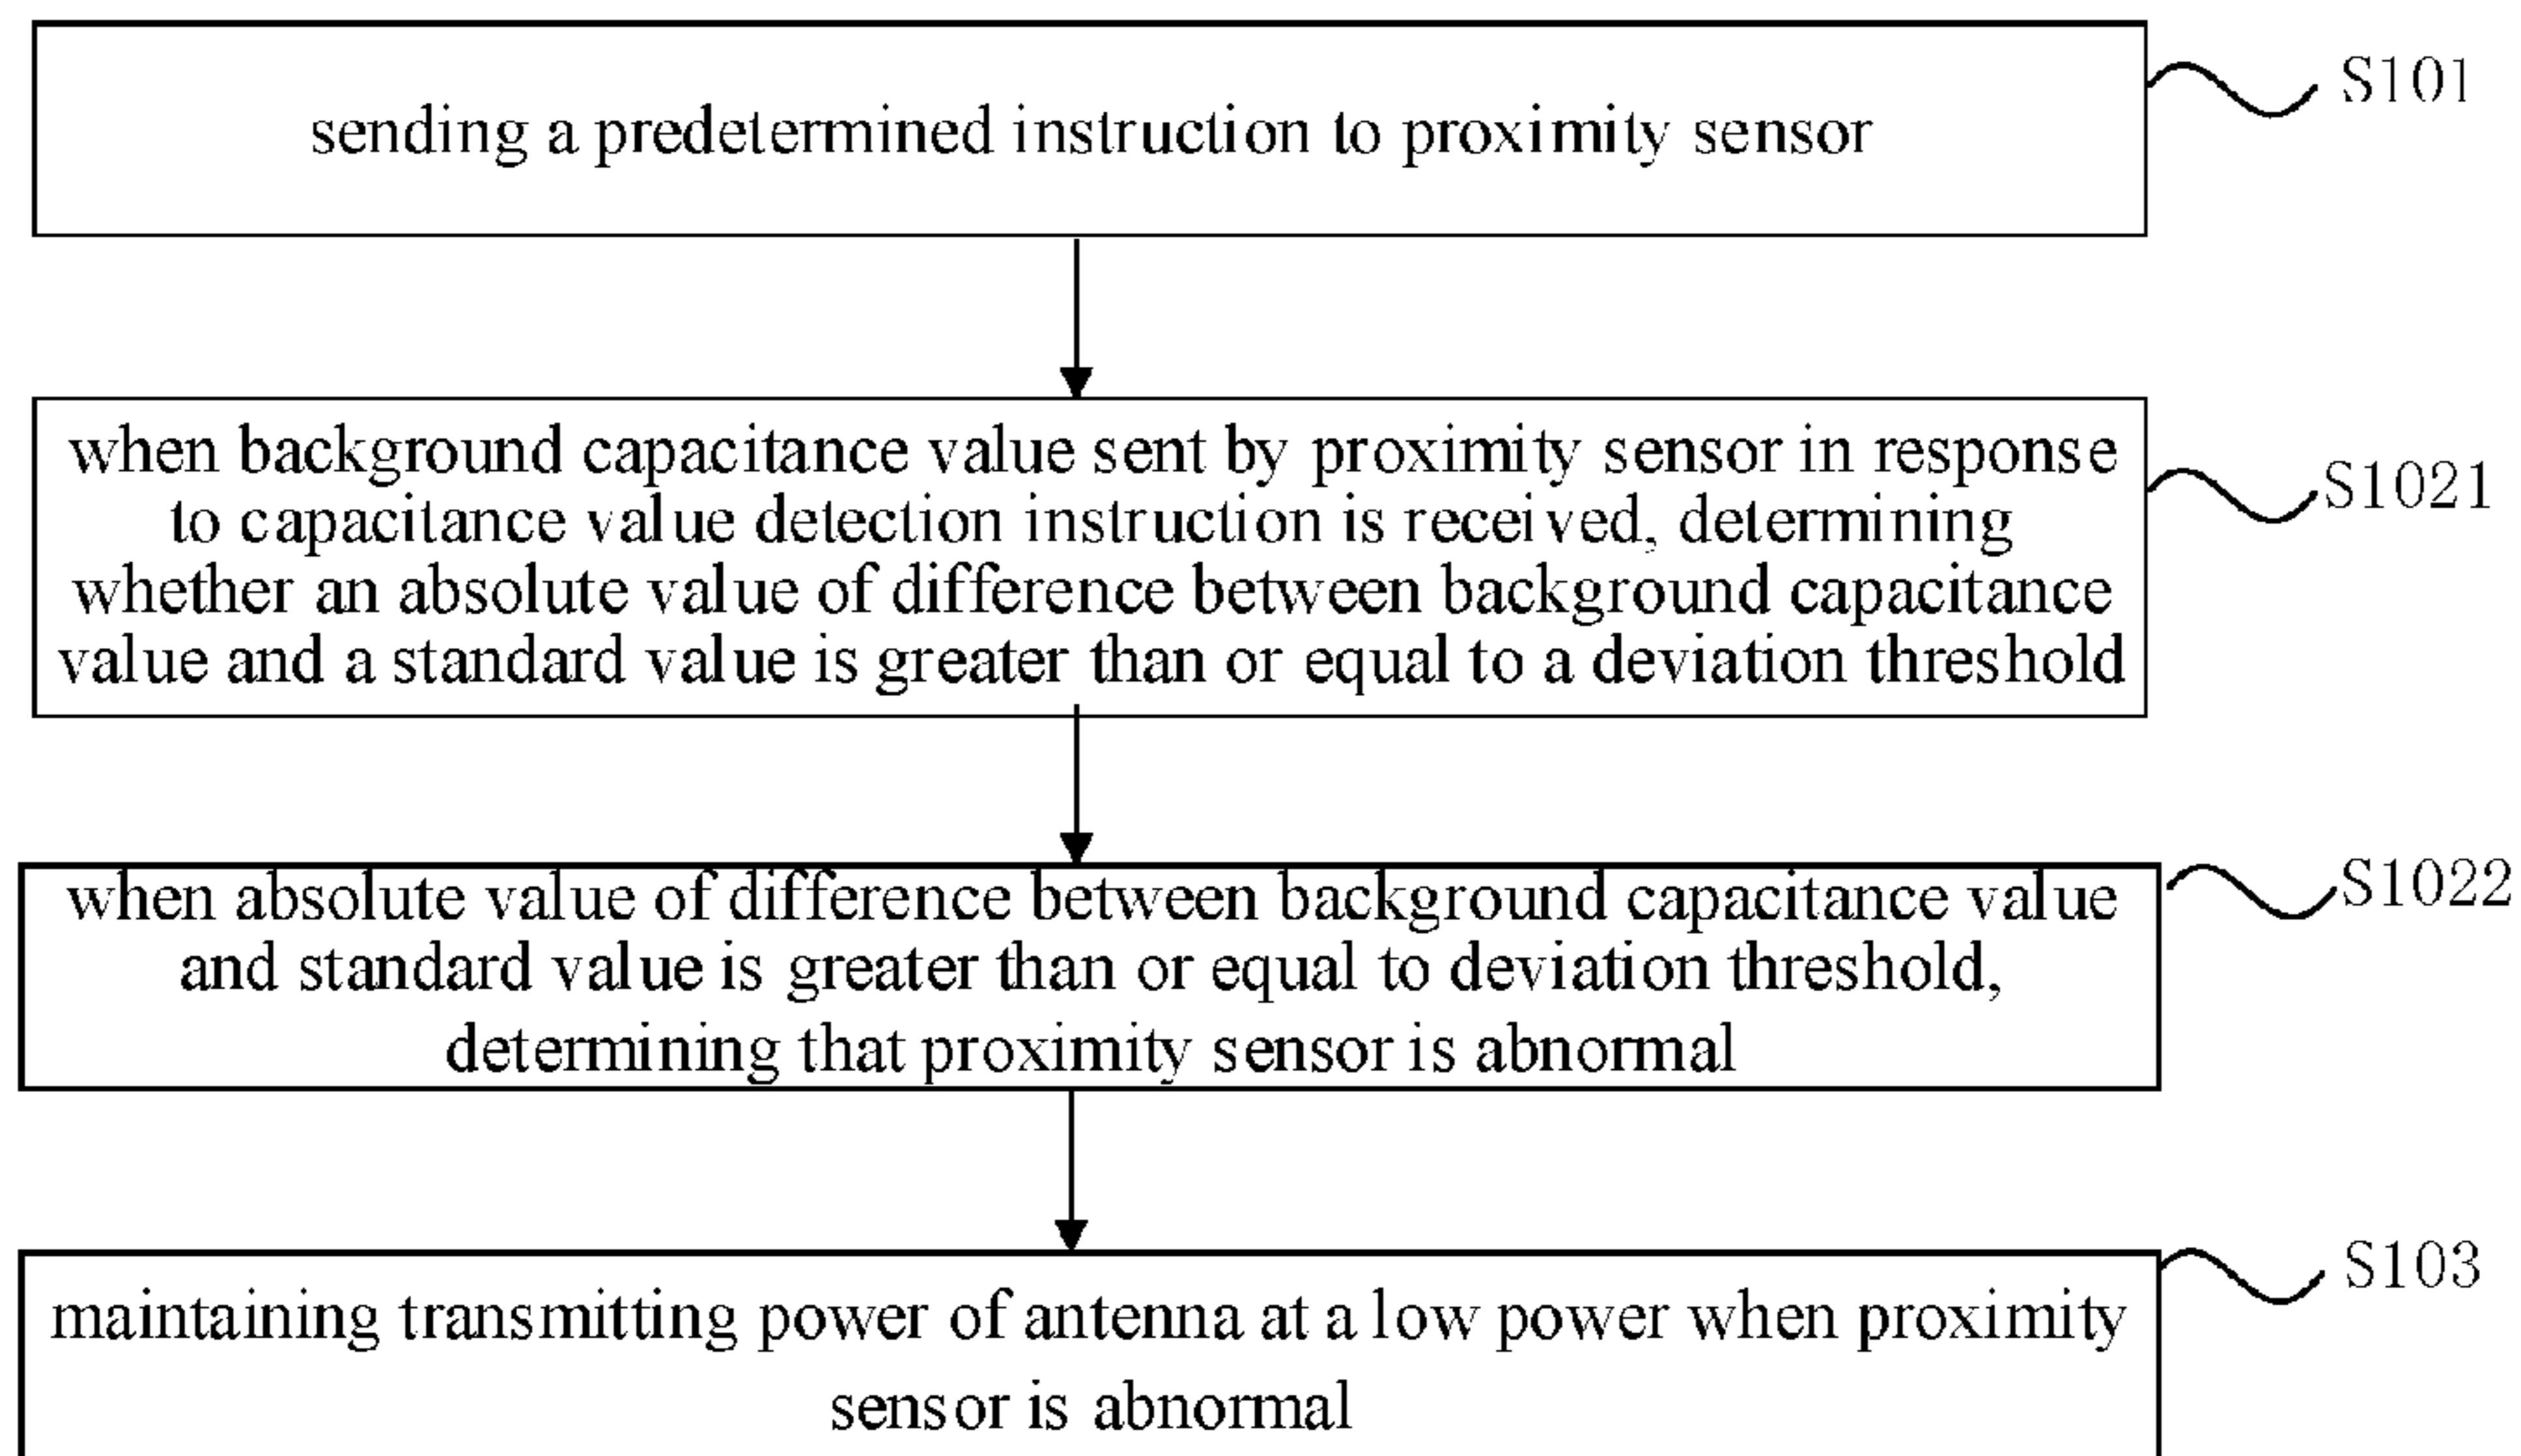 sending a predetermined instruction to proximity sensor
S101
when background capacitance value sent by proximity sensor in response
to capacitance value detection instruction is received, determining
whether an absolute value of difference between background capacitance
value and a standard value is greater than or equal to a deviation threshold
S1021
when absolute value of difference between background capacitance value
and standard value is greater than or equal to deviation threshold,
determining that proximity sensor is abnormal
S1022
maintaining transmitting power of antenna at a low power when proximity
sensor is abnormal
S103